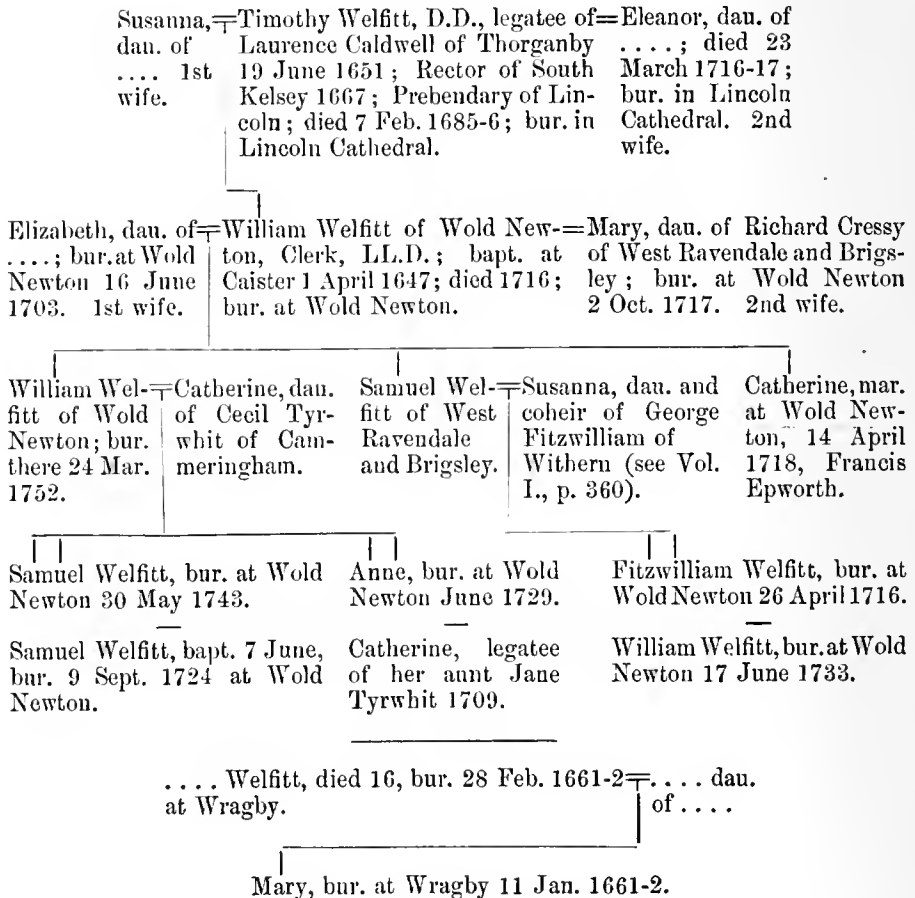 Susanna,
dau. of
.... 1st
wife.
Timothy Welfitt, D.D., legatee of
Laurence Caldwell of Thorganby
19 June 1651; Rector of South
Kelsey 1667; Prebendary of Lin-
coln; died 7 Feb. 1685-6; bur. in
Lincoln Cathedral.
Eleanor, dau. of
....; died 23
March 1716-17;
bur. in Lincoln
Cathedral. 2nd
wife.
Elizabeth, dau. of
....; bur. at Wold
Newton 16 June
1703. 1st wife.
William Welfitt of Wold New-
ton, Clerk, LL.D.; bapt. at
Caister 1 April 1647; died 1716;
bur. at Wold Newton.
Mary, dau. of Richard Cressy
of West Ravendale and Brigs-
ley; bur. at Wold Newton
2 Oct. 1717. 2nd wife.
William Wel-
fitt of Wold
Newton; bur.
there 24 Mar.
1752.
Catherine, dau.
of Cecil Tyr-
whit of Cam-
meringham.
Samuel Wel-
fitt of West
Ravendale
and Brigsley.
Susanna, dau. and
coheir of George
Fitzwilliam of
Withern (see Vol.
I., p. 360).
Catherine, mar.
at Wold New-
ton, 14 April
1718, Francis
Epworth.
Samuel Welfitt, bur. at Wold
Newton 30 May 1743.
Samuel Welfitt, bapt. 7 June,
bur. 9 Sept. 1724 at Wold
Newton.
Anne, bur. at Wold
Newton June 1729.
Catherine, legatee
of her aunt Jane
Tyrwhit 1709.
Fitzwilliam Welfitt, bur. at
Wold Newton 26 April 1716.
William Welfitt, bur. at Wold
Newton 17 June 1733.
.... Welfitt, died 16, bur. 28 Feb. 1661-2
at Wragby.
.... dau.
of ....
Mary, bur. at Wragby 11 Jan. 1661-2.